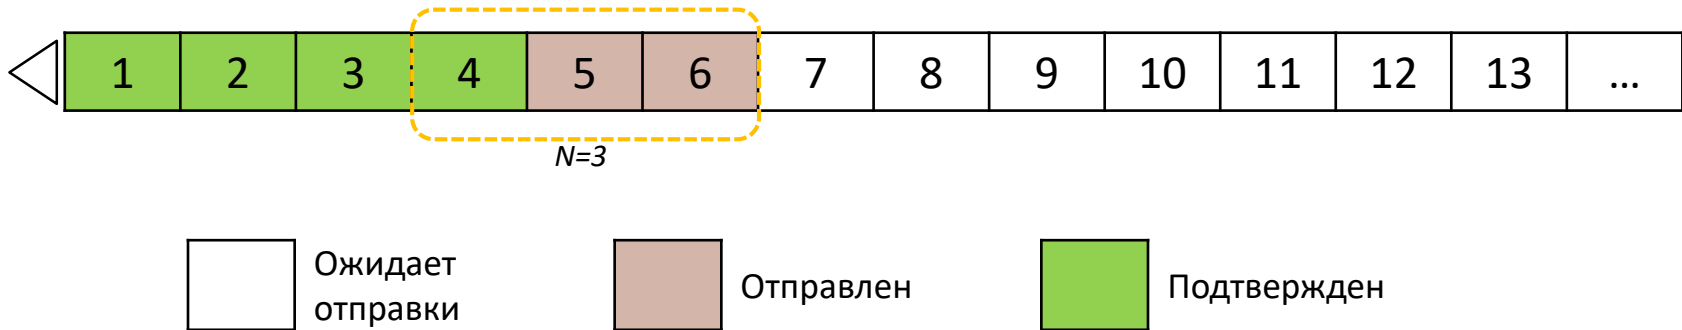 1 2 3 4 5 6 7 8 9 10 11 12 13 ...
N=3
Ожидает
отправки
Отправлен
Подтвержден